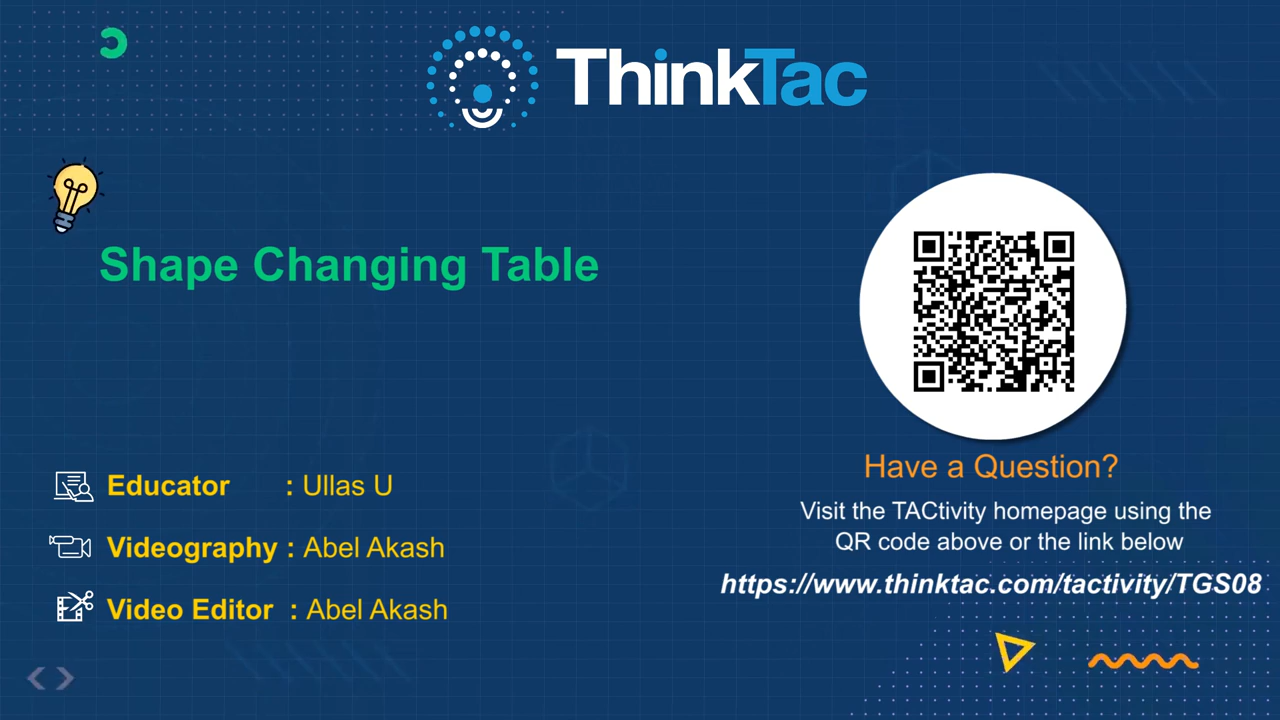 ThinkTac
Shape Changing Table
Educator : Ullas U
Videography : Abel Akash
Video Editor : Abel Akash
Have a Question?
Visit the TACtivity homepage using the
QR code above or the link below
https://www.thinktac.com/tactivity/TGS08